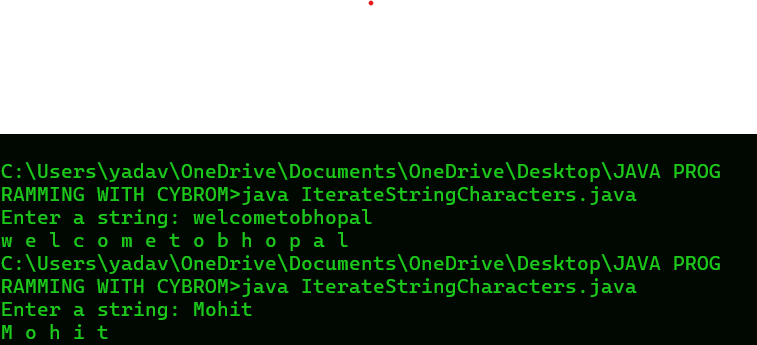 C:\Users\yadav\OneDrive\Documents\OneDrive\Desktop\JAVA PROG
RAMMING WITH CYBROM>java IterateStringCharacters.java
Enter a string: welcometobhopal
w e l c o m e t o b h o p a l
C:\Users\yadav\OneDrive\Documents\OneDrive\Desktop\JAVA PROG
RAMMING WITH CYBROM>java IterateStringCharacters.java
Enter a string: Mohit
M o h i t